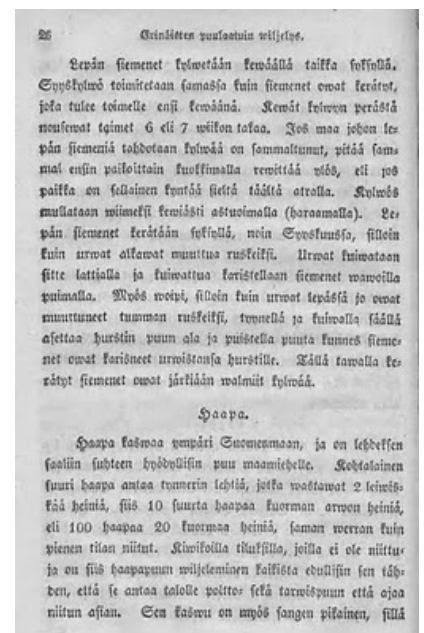 26 Erinäisten puulaatuin wiljelys.
Lepän siemenet kylwetään kewäällä taikka syksyllä.
Syyskylwö toimitetaan samassa kuin siemenet owat kerätyt,
joka tulee toimelle ensi kewäänä. Kewät kylwyn perästä
nousewat taimet 6 eli 7 wiikon takaa. Jos maa johon le-
pän siemeniä tahdotaan kylwää on sammaltunut, pitää sam-
mal ensin paikoittain kuokkimalla rewittää ylös, eli jos
paikka on sellainen kyntää sieltä täältä atralla. Kylwös
mullataan wiimeksi kewiästi astuoimalla (haraamalla). Le-
pän siemenet kerätään syksyllä, noin Syyskuussa, silloin
kuin urwat alkawat muuttua ruskeiksi. Urwat kuiwataan
sitte lattialla ja kuiwattua karistellaan siemenet wawoilla
puimalla. Myös woipi, silloin kuin urwat lepässä jo owat
muuttuneet tumman ruskeiksi, tyynellä ja kuiwalla säällä
asettaa hurstin puun ala ja puistella puuta kunnes sieme-
net owat karisneet urwistansa hurstille. Tällä tawalla ke-
rätyt siemenet owat järkiään walmiit kylwää.
Haapa.
Haapa kaswaa ympäri Suomenmaan, ja on lehdeksen
saaliin suhteen hyödyllisin puu maamiehelle. Kohtalainen
suuri haapa antaa tynnerin lehtiä, jotka wastawat 2 leiwis-
kää heiniä, siis 10 suurta haapaa kuorman arwon heiniä,
eli 100 haapaa 20 kuormaa heiniä, saman werran kuin
pienen tilan niitut. Kiwikoilla tiluksilla, joilla ei ole niittu-
ja on siis haapapuun wiljeleminen kaikista edullisin sen täh-
den, että se antaa talolle poltto- sekä tarwispuun että ajaa
niitun asian. Sen kaswu on myös sangen pikainen, sillä